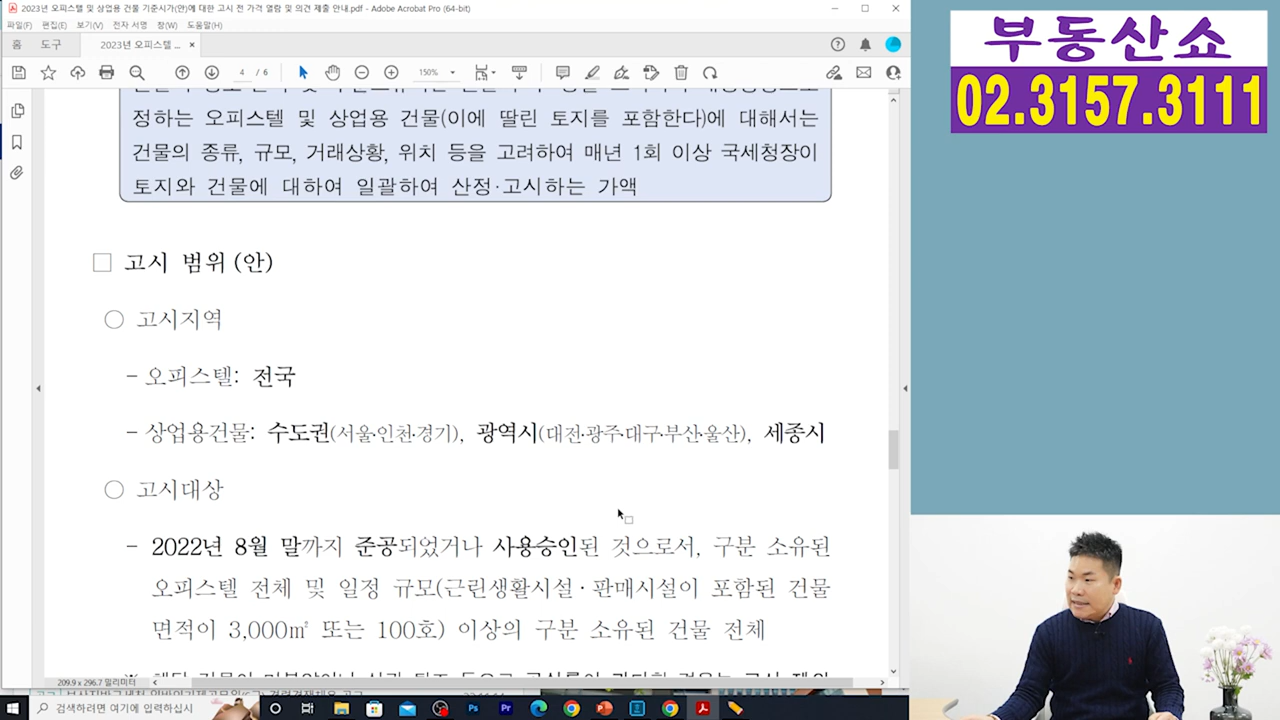 2023년 오피스텔 및 상업용 건물 기준시가(안)에 대한 고시 전 가격 열람 및 의견 제출 안내.pdf - Adobe Acrobat Pro (64-bit)
파일(F) 편집(E) 보기(V) 전자 서명 창(W) 도움말(H)
홈 도구 2023년 오피스텔 ... ×
4 / 6 150%
정하는 오피스텔 및 상업용 건물(이에 딸린 토지를 포함한다)에 대해서는
건물의 종류, 규모, 거래상황, 위치 등을 고려하여 매년 1회 이상 국세청장이
토지와 건물에 대하여 일괄하여 산정·고시하는 가액
□ 고시 범위(안)
○ 고시지역
- 오피스텔: 전국
- 상업용건물: 수도권(서울·인천·경기), 광역시(대전·광주·대구·부산·울산), 세종시
○ 고시대상
- 2022년 8월 말까지 준공되었거나 사용승인된 것으로서, 구분 소유된
오피스텔 전체 및 일정 규모(근린생활시설·판매시설이 포함된 건물
면적이 3,000㎡ 또는 100호) 이상의 구분 소유된 건물 전체
209.9 x 296.7 밀리미터
검색하려면 여기에 입력하십시
부동산쇼
02.3157.3111